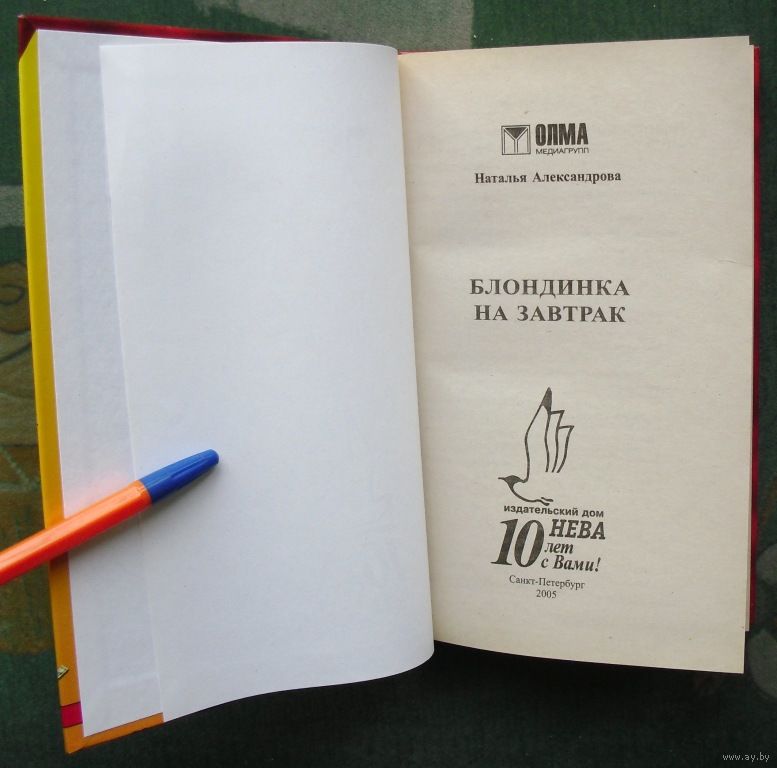 ОЛМА
МЕДИАГРУПП
Наталья Александрова
БЛОНДИНКА
НА ЗАВТРАК
издательский дом
НЕВА
10 лет
с Вами!
Санкт-Петербург
2005
www.ay.by